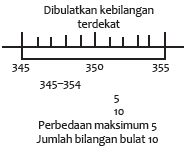 Dibulatkan kebilangan
terdekat
345 350 355
345–354
5
10
Perbedaan maksimum 5
Jumlah bilangan bulat 10